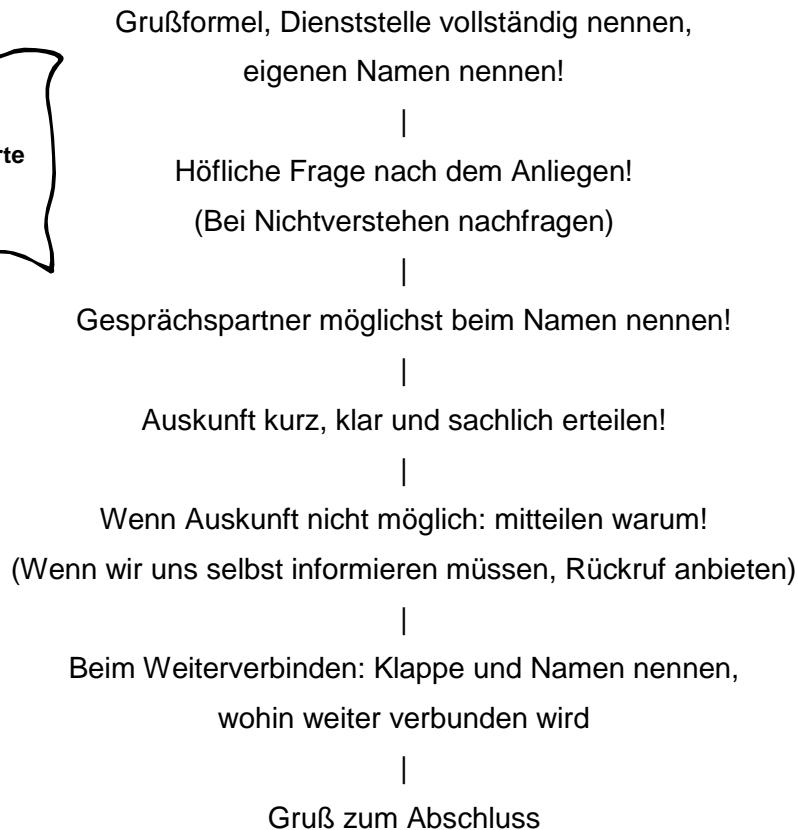 Grußformel, Dienststelle vollständig nennen,
eigenen Namen nennen!
|
rte
Höfliche Frage nach dem Anliegen!
(Bei Nichtverstehen nachfragen)
|
Gesprächspartner möglichst beim Namen nennen!
|
Auskunft kurz, klar und sachlich erteilen!
|
Wenn Auskunft nicht möglich: mitteilen warum!
(Wenn wir uns selbst informieren müssen, Rückruf anbieten)
|
Beim Weiterverbinden: Klappe und Namen nennen,
wohin weiter verbunden wird
|
Gruß zum Abschluss